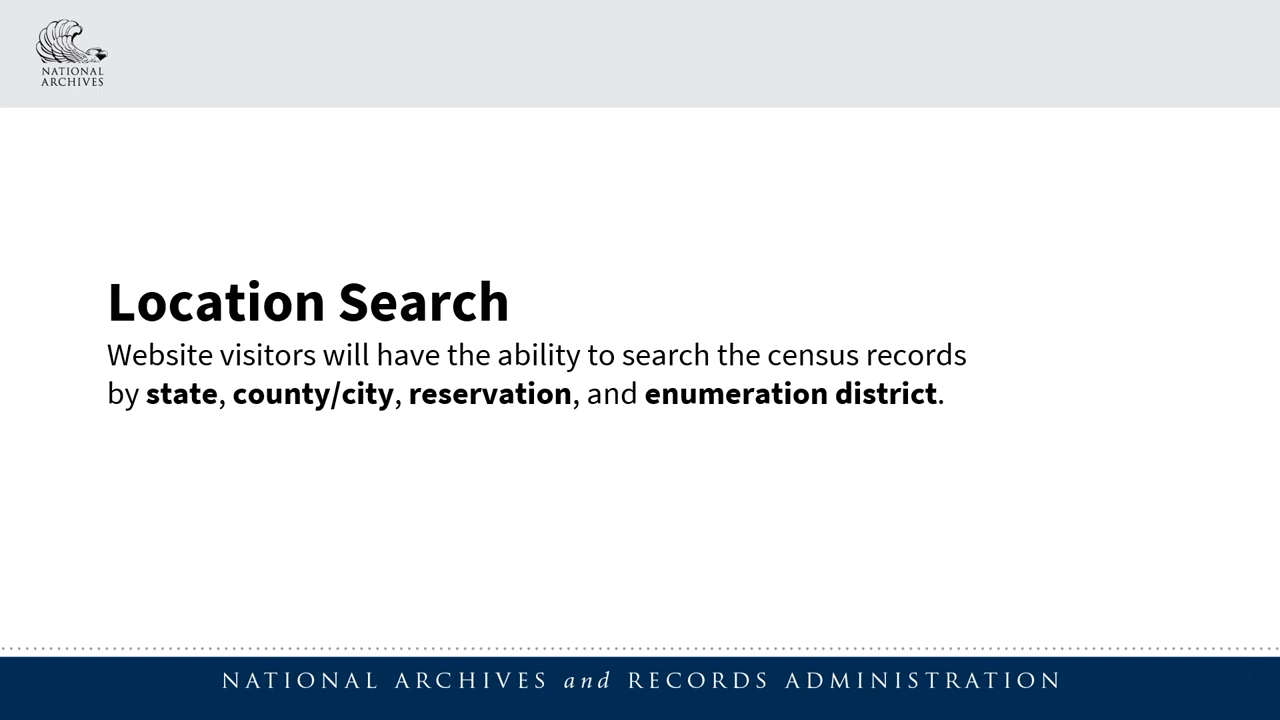 NATIONAL
ARCHIVES
Location Search
Website visitors will have the ability to search the census records
by state, county/city, reservation, and enumeration district.
NATIONAL ARCHIVES and RECORDS ADMINISTRATION